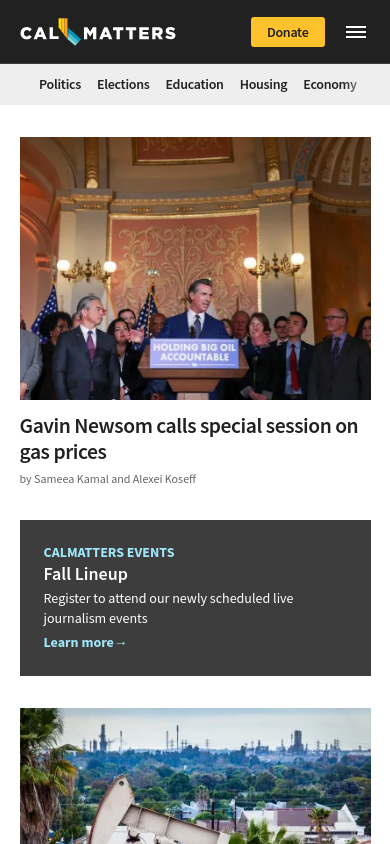 CALMATTERS
Donate
Politics Elections Education Housing Economy
HOLDING BIG OIL
ACCOUNTABLE
Gavin Newsom calls special session on
gas prices
by Sameea Kamal and Alexei Koseff
CALMATTERS EVENTS
Fall Lineup
Register to attend our newly scheduled live
journalism events
Learn more→